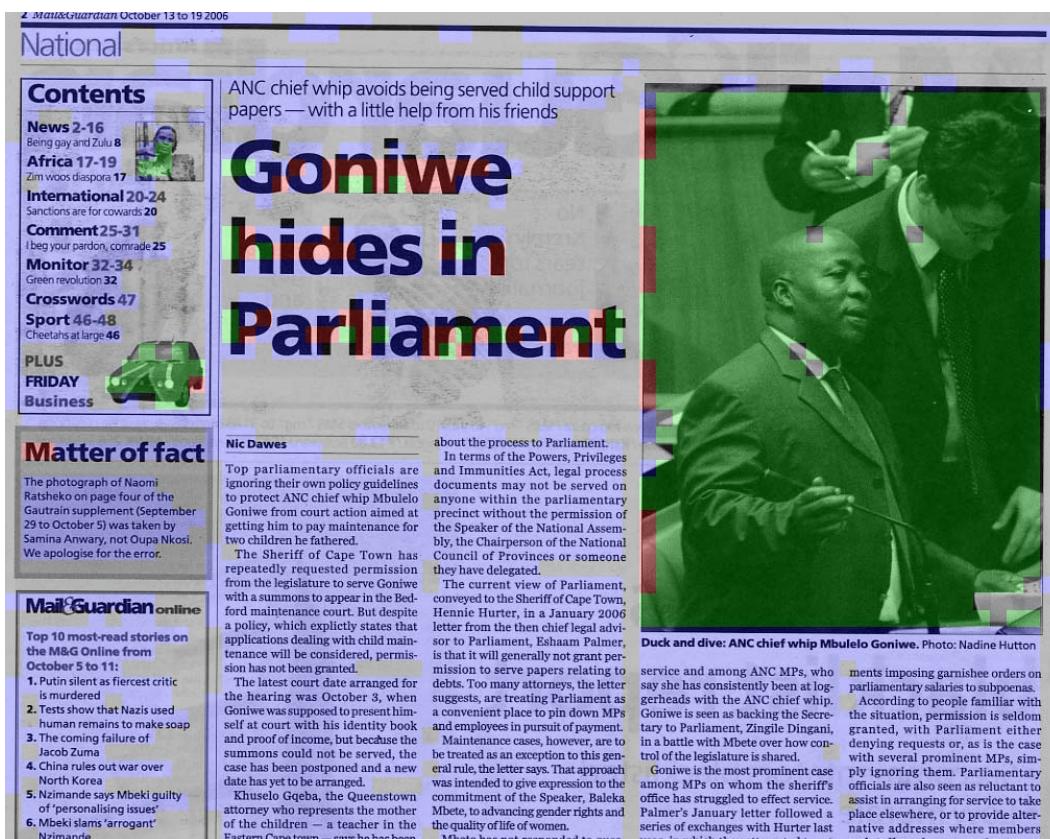 2 Mail&Guardian October 13 to 19 2006
National
Contents
News 2-16
Being gay and Zulu 8
Africa 17-19
Zim woos diaspora 17
International 20-24
Sanctions are for cowards 20
Comment 25-31
I beg your pardon, comrade 25
Monitor 32-34
Green revolution 32
Crosswords 47
Sport 46-48
Cheetahs at large 46
PLUS
FRIDAY
Business
Matter of fact
The photograph of Naomi
Ratsheko on page four of the
Gautrain supplement (September
29 to October 5) was taken by
Samina Anwary, not Oupa Nkosi.
We apologise for the error.
Mail&Guardian online
Top 10 most-read stories on
the M&G Online from
October 5 to 11:
1. Putin silent as fiercest critic
is murdered
2. Tests show that Nazis used
human remains to make soap
3. The coming failure of
Jacob Zuma
4. China rules out war over
North Korea
5. Nzimande says Mbeki guilty
of 'personalising issues'
6. Mbeki slams 'arrogant'
Nzimande
ANC chief whip avoids being served child support
papers — with a little help from his friends
Goniwe
hides in
Parliament
Nic Dawes
Top parliamentary officials are
ignoring their own policy guidelines
to protect ANC chief whip Mbulelo
Goniwe from court action aimed at
getting him to pay maintenance for
two children he fathered.
The Sheriff of Cape Town has
repeatedly requested permission
from the legislature to serve Goniwe
with a summons to appear in the Bed-
ford maintenance court. But despite
a policy, which explictly states that
applications dealing with child main-
tenance will be considered, permis-
sion has not been granted.
The latest court date arranged for
the hearing was October 3, when
Goniwe was supposed to present him-
self at court with his identity book
and proof of income, but because the
summons could not be served, the
case has been postponed and a new
date has yet to be arranged.
Khuselo Gqeba, the Queenstown
attorney who represents the mother
of the children — a teacher in the
Eastern Cape town — says he has been
about the process to Parliament.
In terms of the Powers, Privileges
and Immunities Act, legal process
documents may not be served on
anyone within the parliamentary
precinct without the permission of
the Speaker of the National Assem-
bly, the Chairperson of the National
Council of Provinces or someone
they have delegated.
The current view of Parliament,
conveyed to the Sheriff of Cape Town,
Hennie Hurter, in a January 2006
letter from the then chief legal advi-
sor to Parliament, Eshaam Palmer,
is that it will generally not grant per-
mission to serve papers relating to
debts. Too many attorneys, the letter
suggests, are treating Parliament as
a convenient place to pin down MPs
and employees in pursuit of payment.
Maintenance cases, however, are to
be treated as an exception to this gen-
eral rule, the letter says. That approach
was intended to give expression to the
commitment of the Speaker, Baleka
Mbete, to advancing gender rights and
the quality of life of women.
Duck and dive: ANC chief whip Mbulelo Goniwe. Photo: Nadine Hutton
service and among ANC MPs, who
say she has consistently been at log-
gerheads with the ANC chief whip.
Goniwe is seen as backing the Secre-
tary to Parliament, Zingile Dingani,
in a battle with Mbete over how con-
trol of the legislature is shared.
Goniwe is the most prominent case
among MPs on whom the sheriff's
office has struggled to effect service.
Palmer's January letter followed a
series of exchanges with Hurter last
ments imposing garnishee orders on
parliamentary salaries to subpoenas.
According to people familiar with
the situation, permission is seldom
granted, with Parliament either
denying requests or, as is the case
with several prominent MPs, sim-
ply ignoring them. Parliamentary
officials are also seen as reluctant to
assist in arranging for service to take
place elsewhere, or to provide alter-
native addresses where members